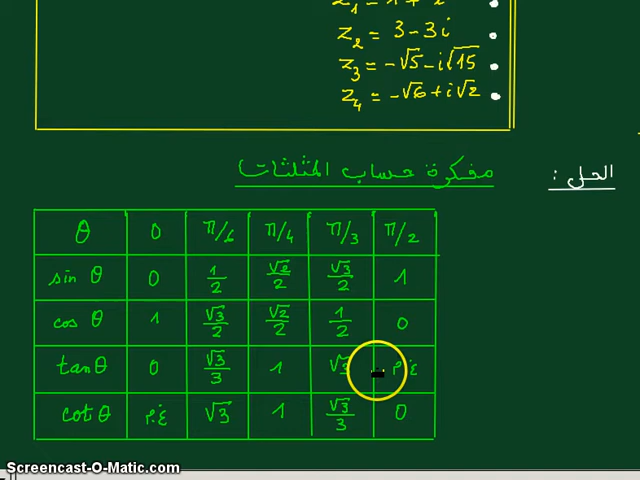 z₁ = 1 + i
z₂ = 3 - 3i
z₃ = -√5 - i√15
z₄ = -√6 + i√2
الحل :
مفكرة حساب المثلثات
θ 0 π/6 π/4 π/3 π/2
sin θ 0 1/2 √2/2 √3/2 1
cos θ 1 √3/2 √2/2 1/2 0
tan θ 0 √3/3 1 √3 غ.م
cot θ غ.م √3 1 √3/3 0
Screencast-O-Matic.com